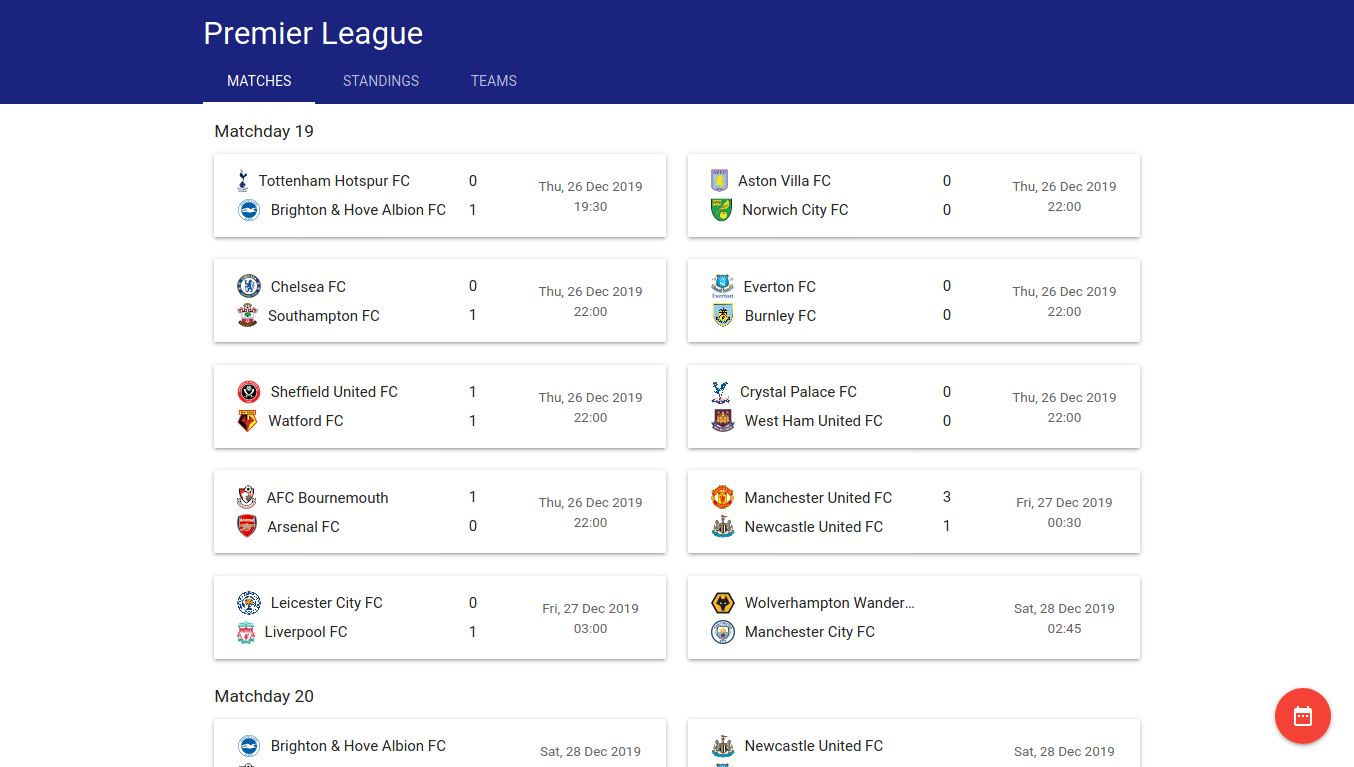 Premier League
MATCHES STANDINGS TEAMS
Matchday 19
Tottenham Hotspur FC 0
Brighton & Hove Albion FC 1
Thu, 26 Dec 2019
19:30
Aston Villa FC 0
Norwich City FC 0
Thu, 26 Dec 2019
22:00
Chelsea FC 0
Southampton FC 1
Thu, 26 Dec 2019
22:00
Everton FC 0
Burnley FC 0
Thu, 26 Dec 2019
22:00
Sheffield United FC 1
Watford FC 1
Thu, 26 Dec 2019
22:00
Crystal Palace FC 0
West Ham United FC 0
Thu, 26 Dec 2019
22:00
AFC Bournemouth 1
Arsenal FC 0
Thu, 26 Dec 2019
22:00
Manchester United FC 3
Newcastle United FC 1
Fri, 27 Dec 2019
00:30
Leicester City FC 0
Liverpool FC 1
Fri, 27 Dec 2019
03:00
Wolverhampton Wander...
Manchester City FC
Sat, 28 Dec 2019
02:45
Matchday 20
Brighton & Hove Albion FC
Sat, 28 Dec 2019
Newcastle United FC
Sat, 28 Dec 2019